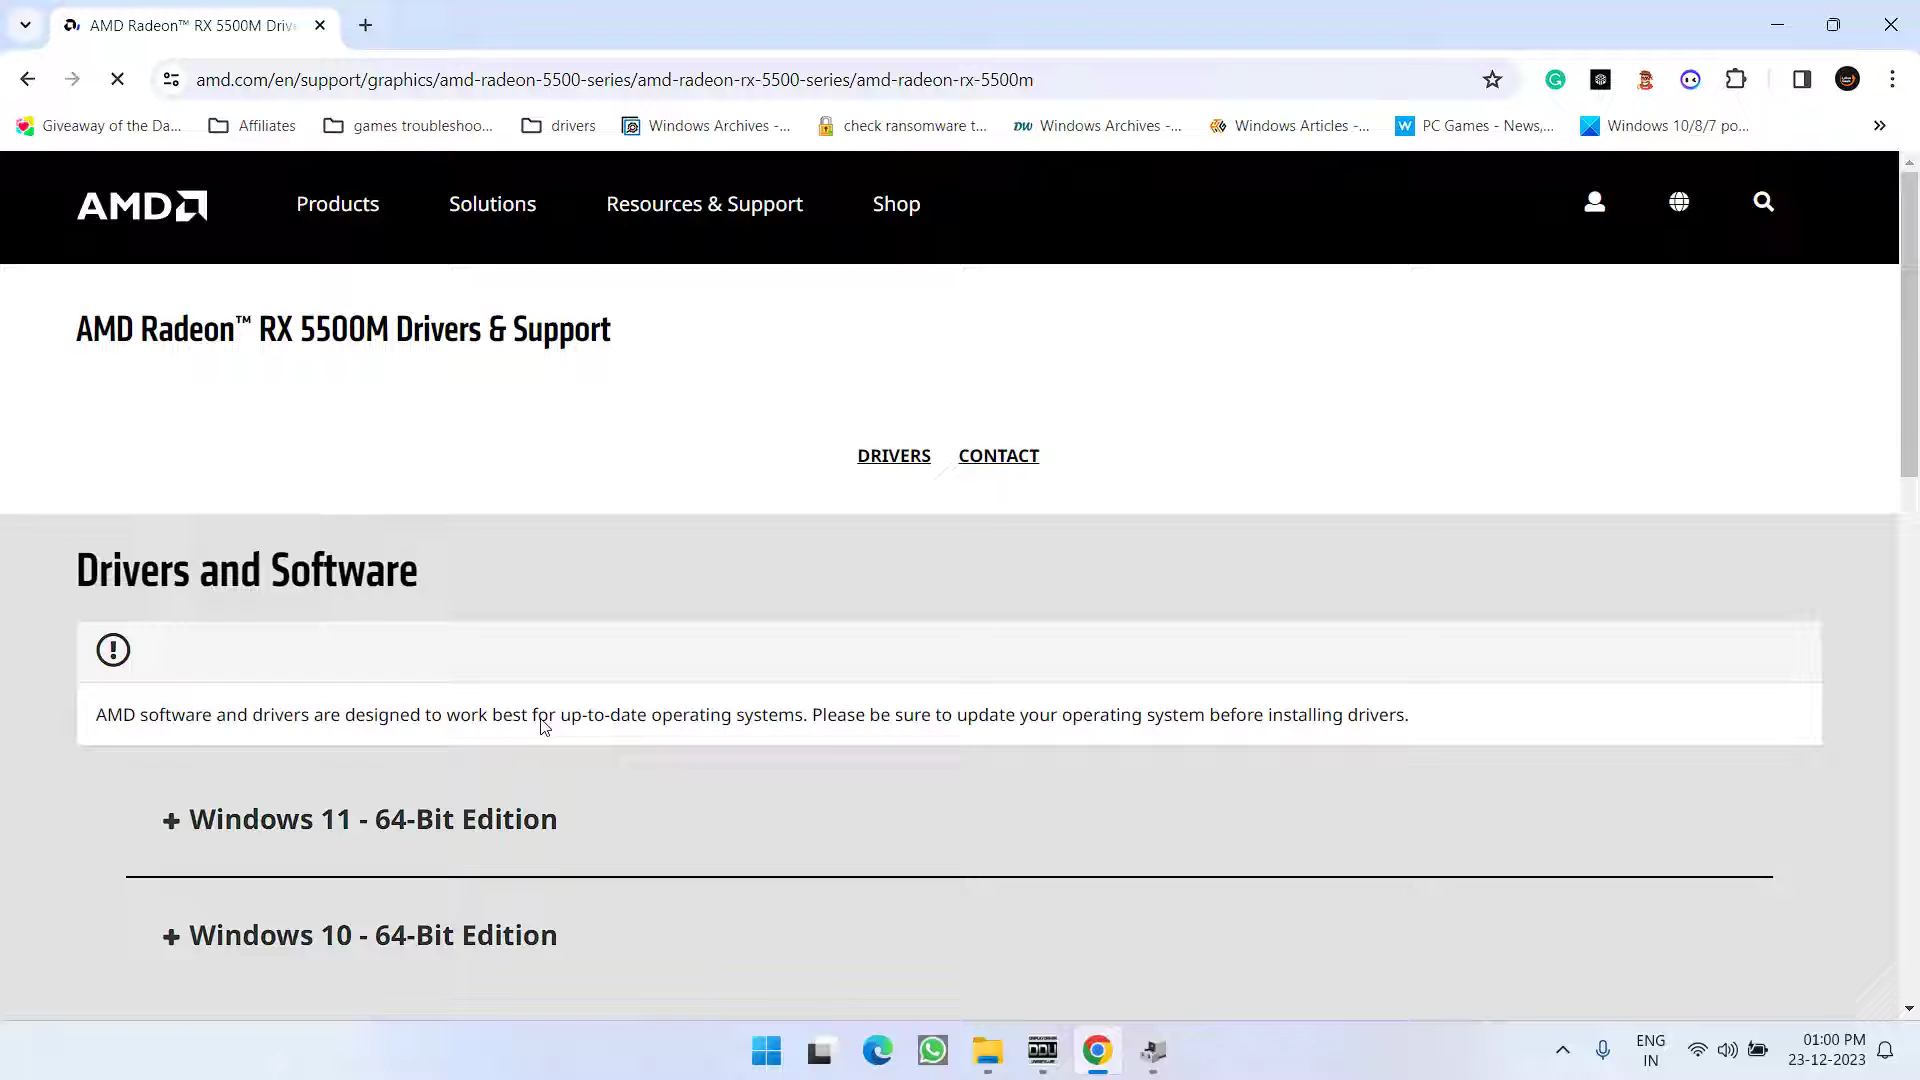 AMD Radeon™ RX 5500M Driv
amd.com/en/support/graphics/amd-radeon-5500-series/amd-radeon-rx-5500-series/amd-radeon-rx-5500m
Giveaway of the Da... Affiliates games troubleshoo... drivers Windows Archives -... check ransomware t... DW Windows Archives -... Windows Articles -... W PC Games - News,... Windows 10/8/7 po... »
AMD Products Solutions Resources & Support Shop
AMD Radeon™ RX 5500M Drivers & Support
DRIVERS CONTACT
Drivers and Software
AMD software and drivers are designed to work best for up-to-date operating systems. Please be sure to update your operating system before installing drivers.
+ Windows 11 - 64-Bit Edition
+ Windows 10 - 64-Bit Edition
DDU
ENG
IN
01:00 PM
23-12-2023